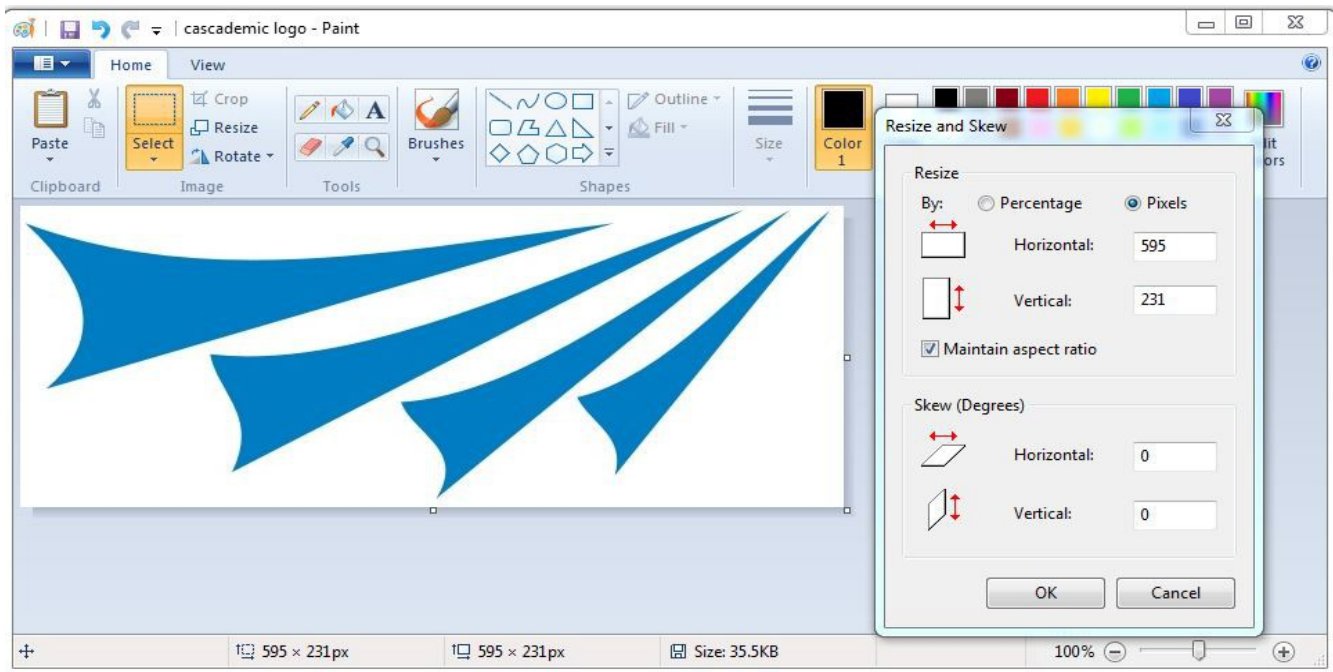 cascademic logo - Paint
Home View
Paste
Select
Crop
Resize
Rotate
Brushes
Outline
Fill
Size
Color
1
Clipboard
Image
Tools
Shapes
Resize and Skew
Resize
By: Percentage Pixels
Horizontal: 595
Vertical: 231
Maintain aspect ratio
Skew (Degrees)
Horizontal: 0
Vertical: 0
OK Cancel
595 × 231px 595 × 231px Size: 35.5KB 100%